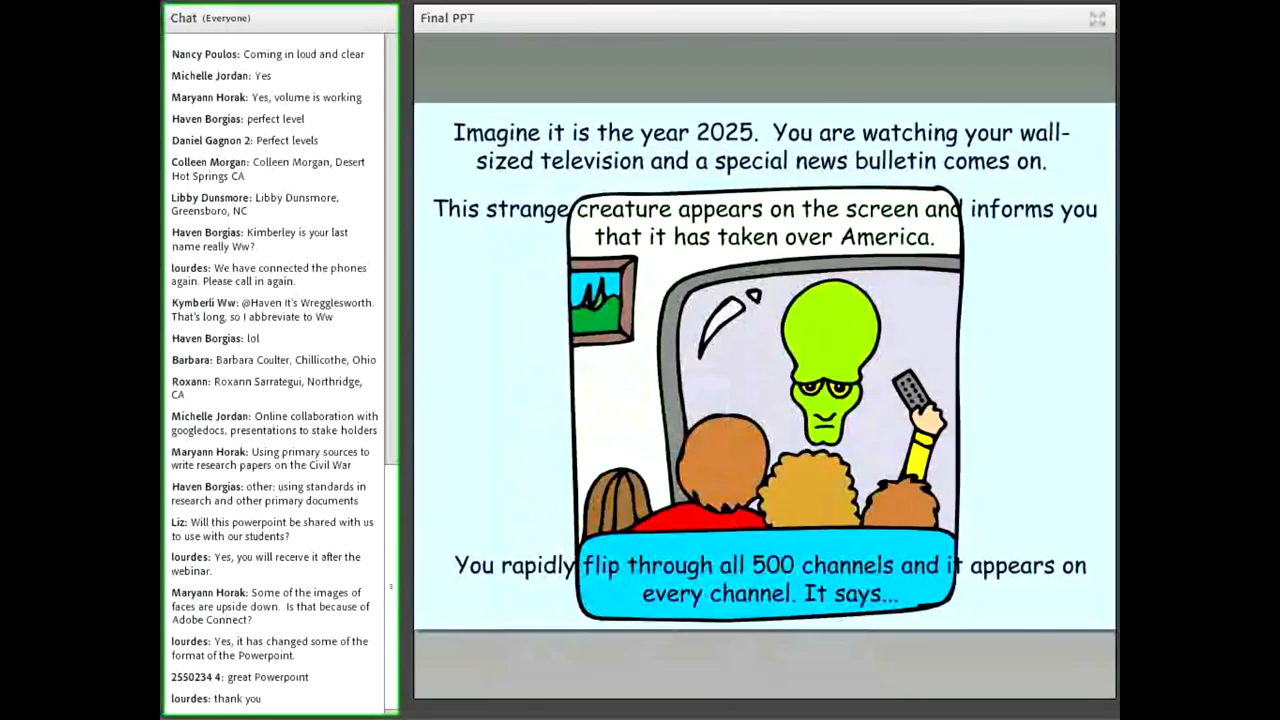 Chat (Everyone)
Nancy Poulos: Coming in loud and clear
Michelle Jordan: Yes
Maryann Horak: Yes, volume is working
Haven Borgias: perfect level
Daniel Gagnon 2: Perfect levels
Colleen Morgan: Colleen Morgan, Desert
Hot Springs CA
Libby Dunsmore: Libby Dunsmore,
Greensboro, NC
Haven Borgias: Kimberley is your last
name really Ww?
lourdes: We have connected the phones
again. Please call in again.
Kymberli Ww: @Haven It's Wregglesworth.
That's long, so I abbreviate to Ww
Haven Borgias: lol
Barbara: Barbara Coulter, Chillicothe, Ohio
Roxann: Roxann Sarrategui, Northridge,
CA
Michelle Jordan: Online collaboration with
googledocs, presentations to stake holders
Maryann Horak: Using primary sources to
write research papers on the Civil War
Haven Borgias: other: using standards in
research and other primary documents
Liz: Will this powerpoint be shared with us
to use with our students?
lourdes: Yes, you will receive it after the
webinar.
Maryann Horak: Some of the images of
faces are upside down. Is that because of
Adobe Connect?
lourdes: Yes, it has changed some of the
format of the Powerpoint.
2550234 4: great Powerpoint
lourdes: thank you
Final PPT
Imagine it is the year 2025. You are watching your wall-
sized television and a special news bulletin comes on.
This strange creature appears on the screen and informs you
that it has taken over America.
You rapidly flip through all 500 channels and it appears on
every channel. It says...